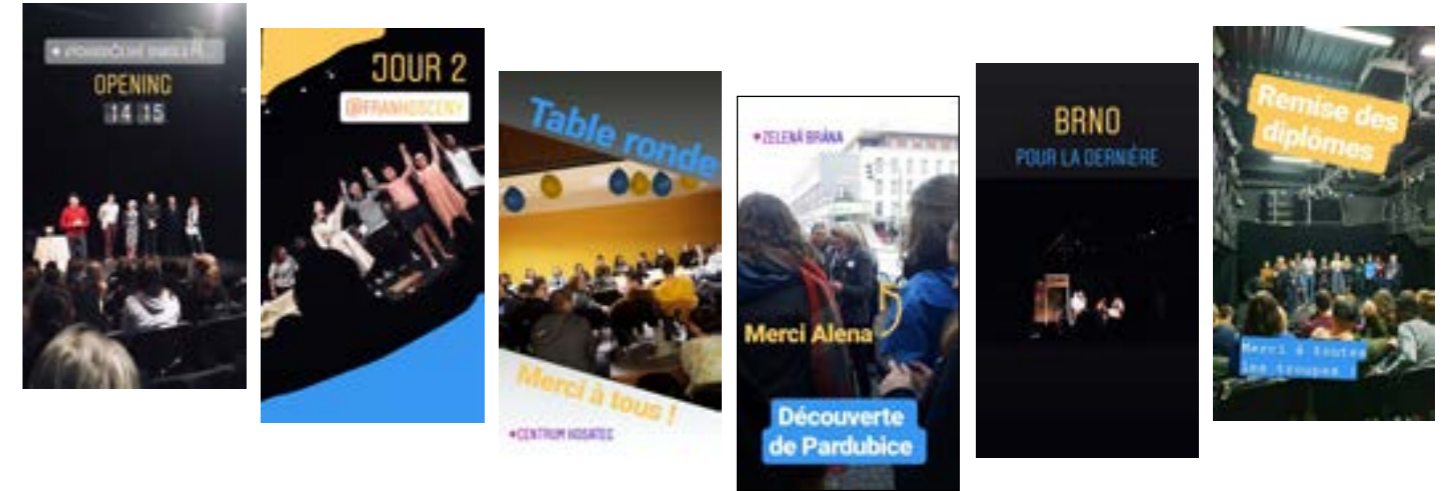 OPENING
14 15
JOUR 2
@FRANHOSCENY
Table ronde
Merci à tous !
CENTRUM KOSATEC
ZELENÁ BRÁNA
Merci Alena
Découverte
de Pardubice
BRNO
POUR LA DERNIÈRE
Remise des
diplômes
Merci à toutes
les troupes !